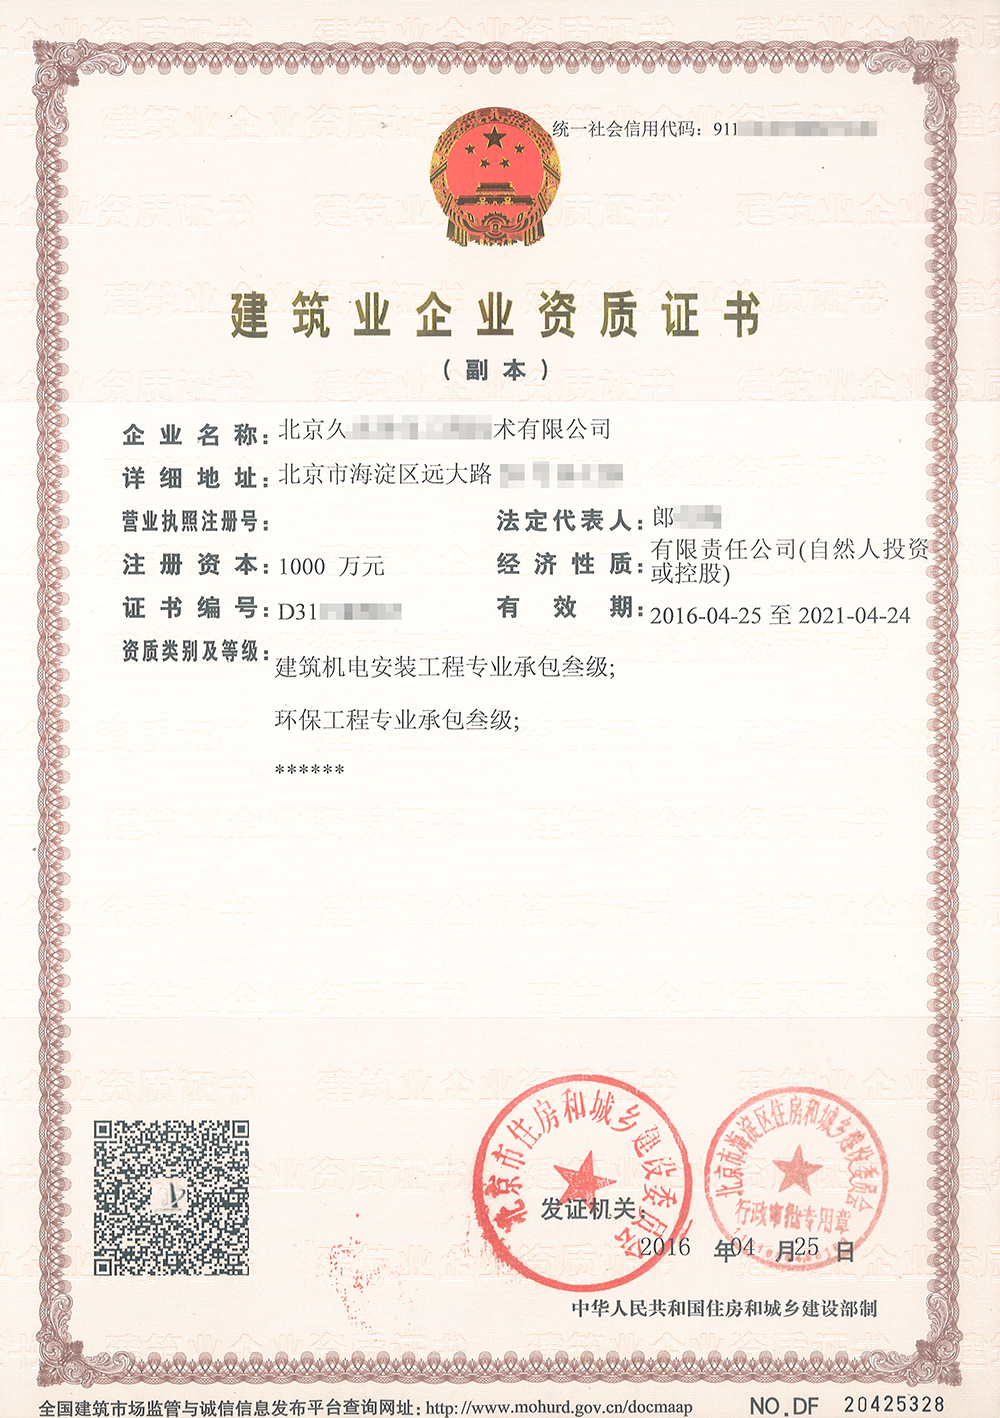 统一社会信用代码：911
建筑业企业资质证书
（副本）
企业名称：北京久 术有限公司
详细地址：北京市海淀区远大路
营业执照注册号：
法定代表人：郎
注册资本：1000 万元
经济性质：有限责任公司(自然人投资
或控股)
证书编号：D31
有效期：2016-04-25 至 2021-04-24
资质类别及等级：
建筑机电安装工程专业承包叁级;
环保工程专业承包叁级;
******
北京市住房和城乡建设委员会
北京市海淀区住房和城乡建设委员会
行政审批专用章
发证机关：
2016 年04 月25 日
中华人民共和国住房和城乡建设部制
全国建筑市场监管与诚信信息发布平台查询网址：http://www.mohurd.gov.cn/docmaap
NO.DF 20425328